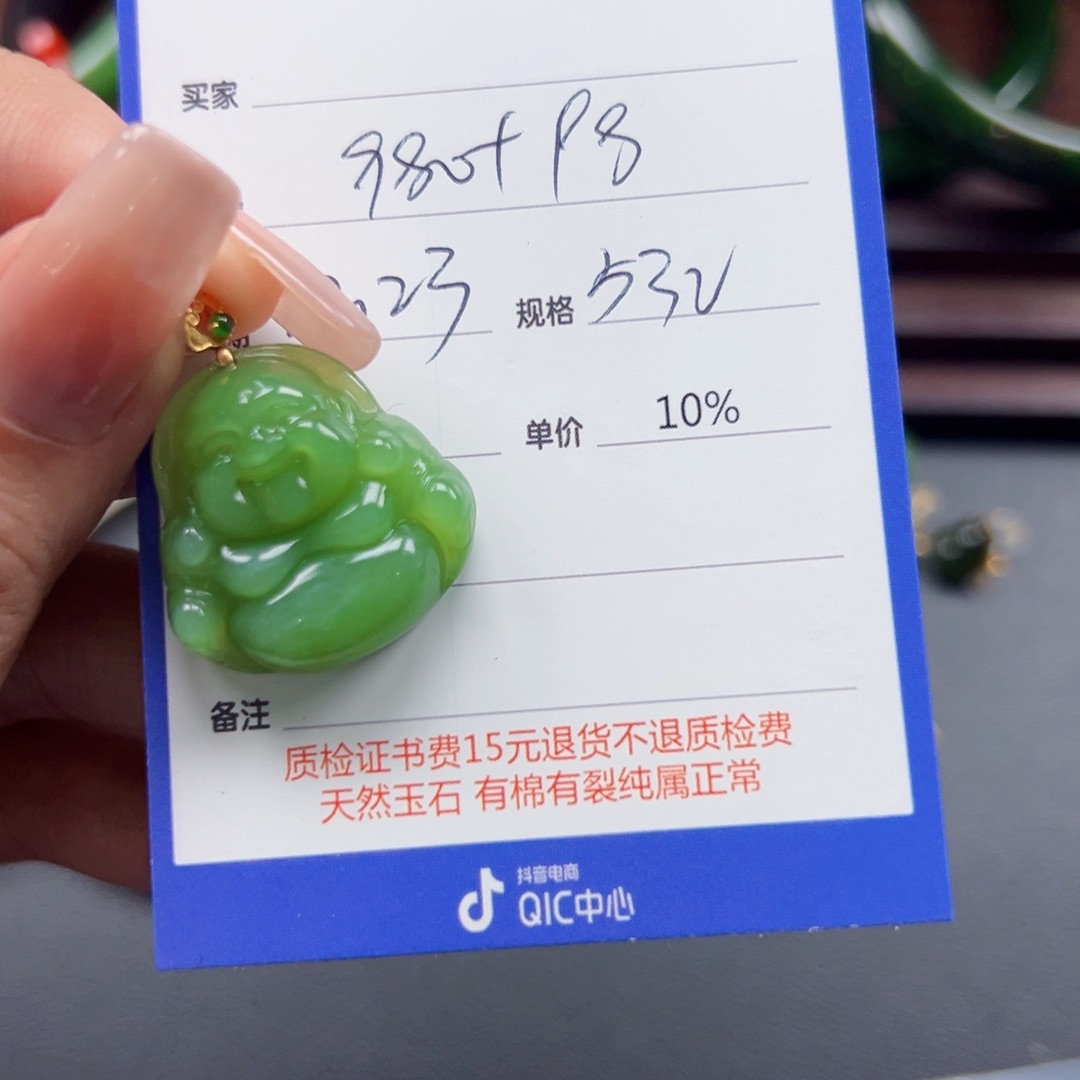 买家
980+ P8
23 规格 532
单价 10%
备注
质检证书费15元退货不退质检费
天然玉石 有棉有裂纯属正常
抖音电商
QIC中心